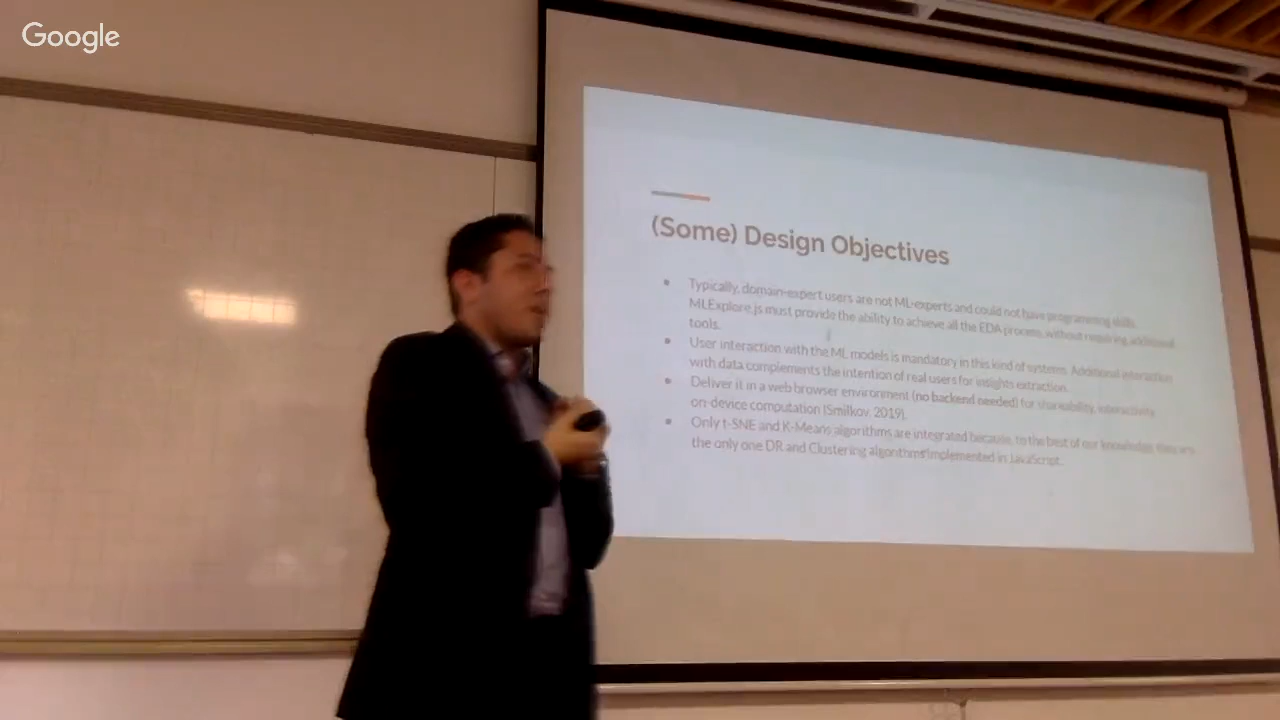 Google
(Some) Design Objectives
• Typically, domain-expert users are not ML-experts and could not have programming skills.
MLExplore.js must provide the ability to achieve all the EDA process, without requiring additional
tools.
• User interaction with the ML models is mandatory in this kind of systems. Additional interaction
with data complements the intention of real users for insights extraction.
• Deliver it in a web browser environment (no backend needed) for shareability, interactivity,
on-device computation (Smilkov, 2019).
• Only t-SNE and K-Means algorithms are integrated because, to the best of our knowledge, they are
the only one DR and Clustering algorithms implemented in JavaScript.